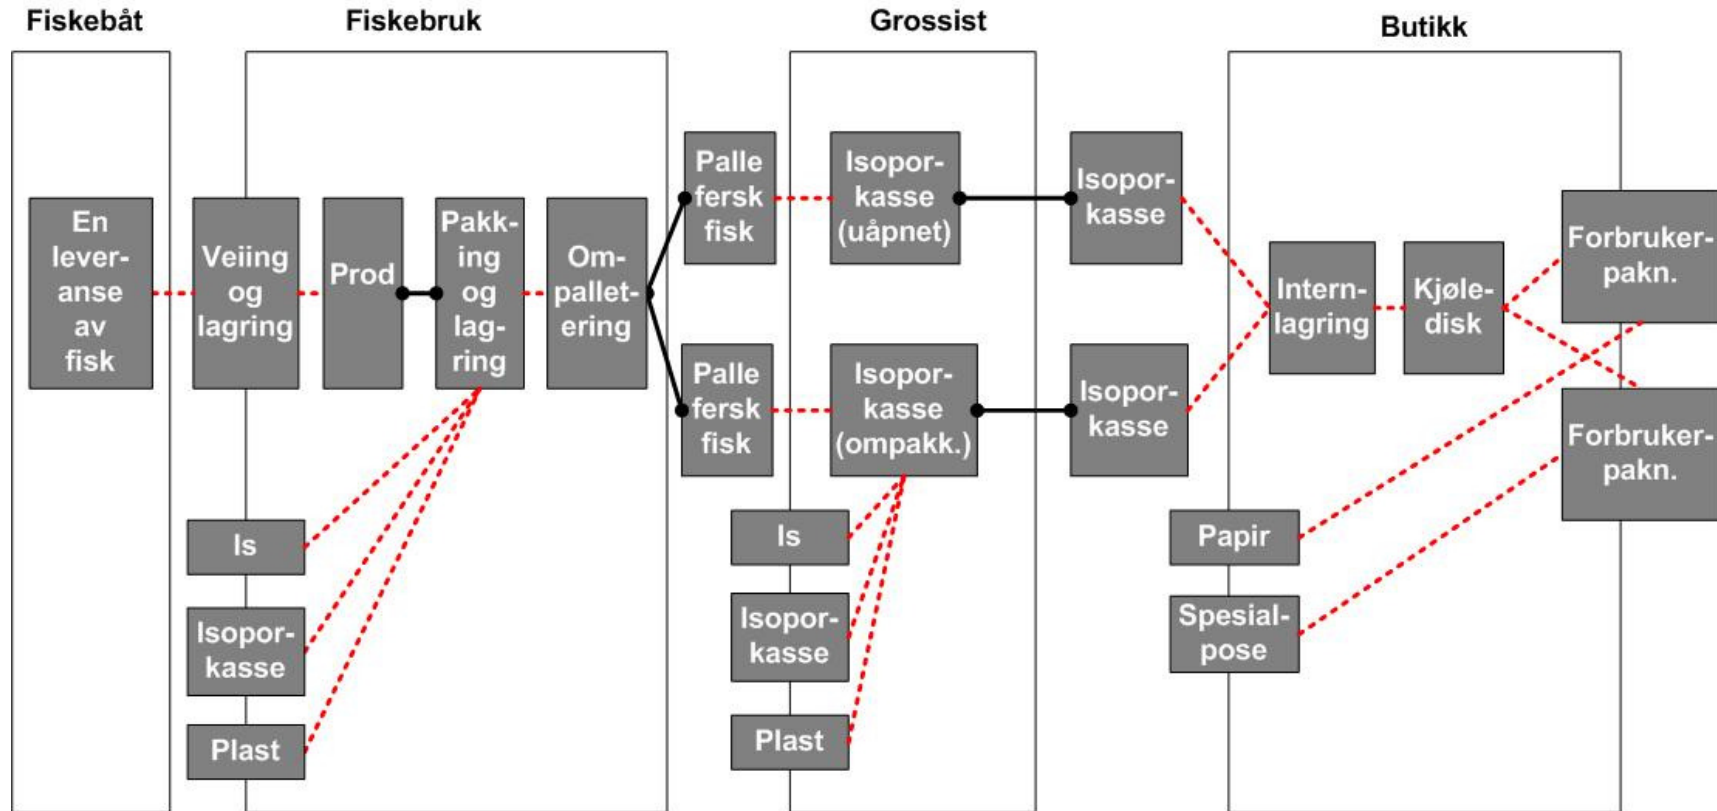 Fiskebåt
Fiskebruk
Grossist
Butikk
En
lever-
anse
av
fisk
Veiing
og
lagring
Prod
Pakk-
ing
og
lag-
ring
Om-
pallet-
ering
Palle
fersk
fisk
Isopor-
kasse
(uåpnet)
Isopor-
kasse
Palle
fersk
fisk
Isopor-
kasse
(ompakk.)
Isopor-
kasse
Intern-
lagring
Kjøle-
disk
Forbruker-
pakn.
Forbruker-
pakn.
Is
Isopor-
kasse
Plast
Is
Isopor-
kasse
Plast
Papir
Spesial-
pose